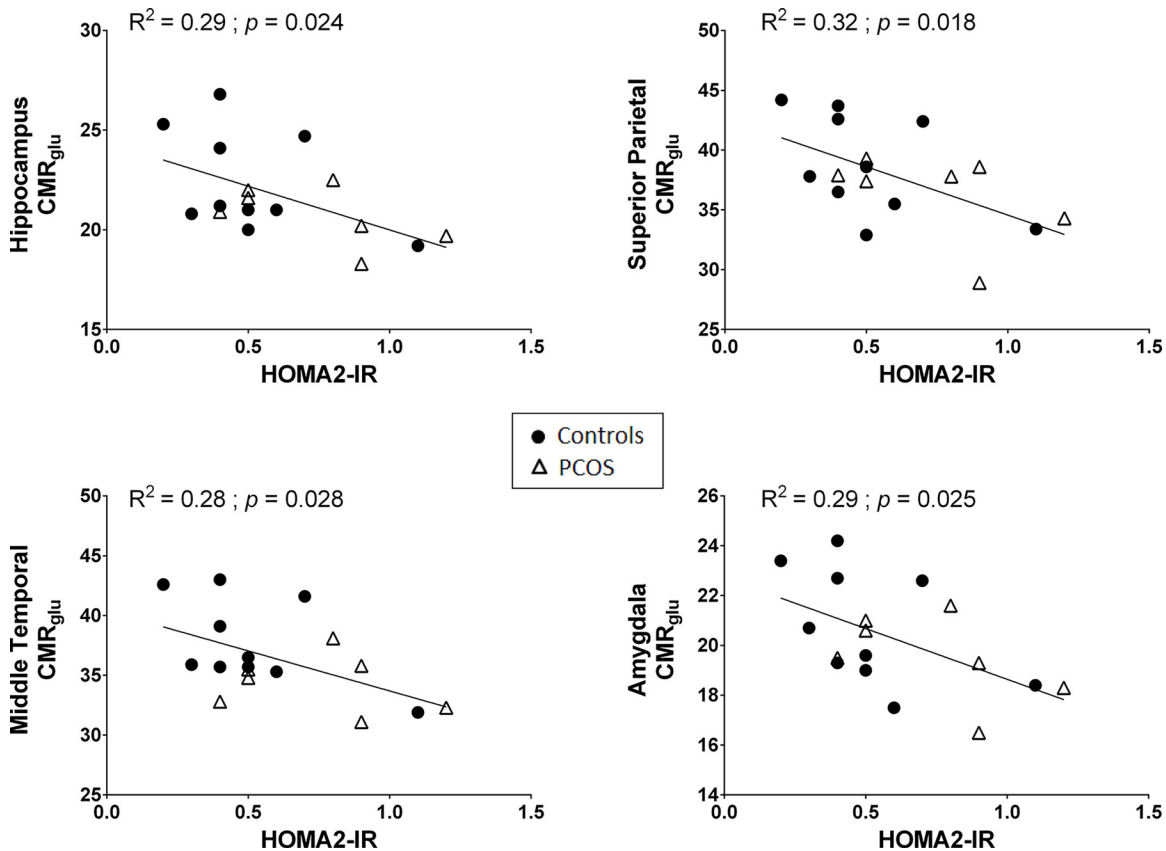 R² = 0.29 ; p = 0.024
30
25
20
15
Hippocampus
CMRglu
0.0 0.5 1.0 1.5
HOMA2-IR
R² = 0.32 ; p = 0.018
50
45
40
35
30
25
Superior Parietal
CMRglu
0.0 0.5 1.0 1.5
HOMA2-IR
Controls
PCOS
R² = 0.28 ; p = 0.028
50
45
40
35
30
25
Middle Temporal
CMRglu
0.0 0.5 1.0 1.5
HOMA2-IR
R² = 0.29 ; p = 0.025
26
24
22
20
18
16
14
Amygdala
CMRglu
0.0 0.5 1.0 1.5
HOMA2-IR